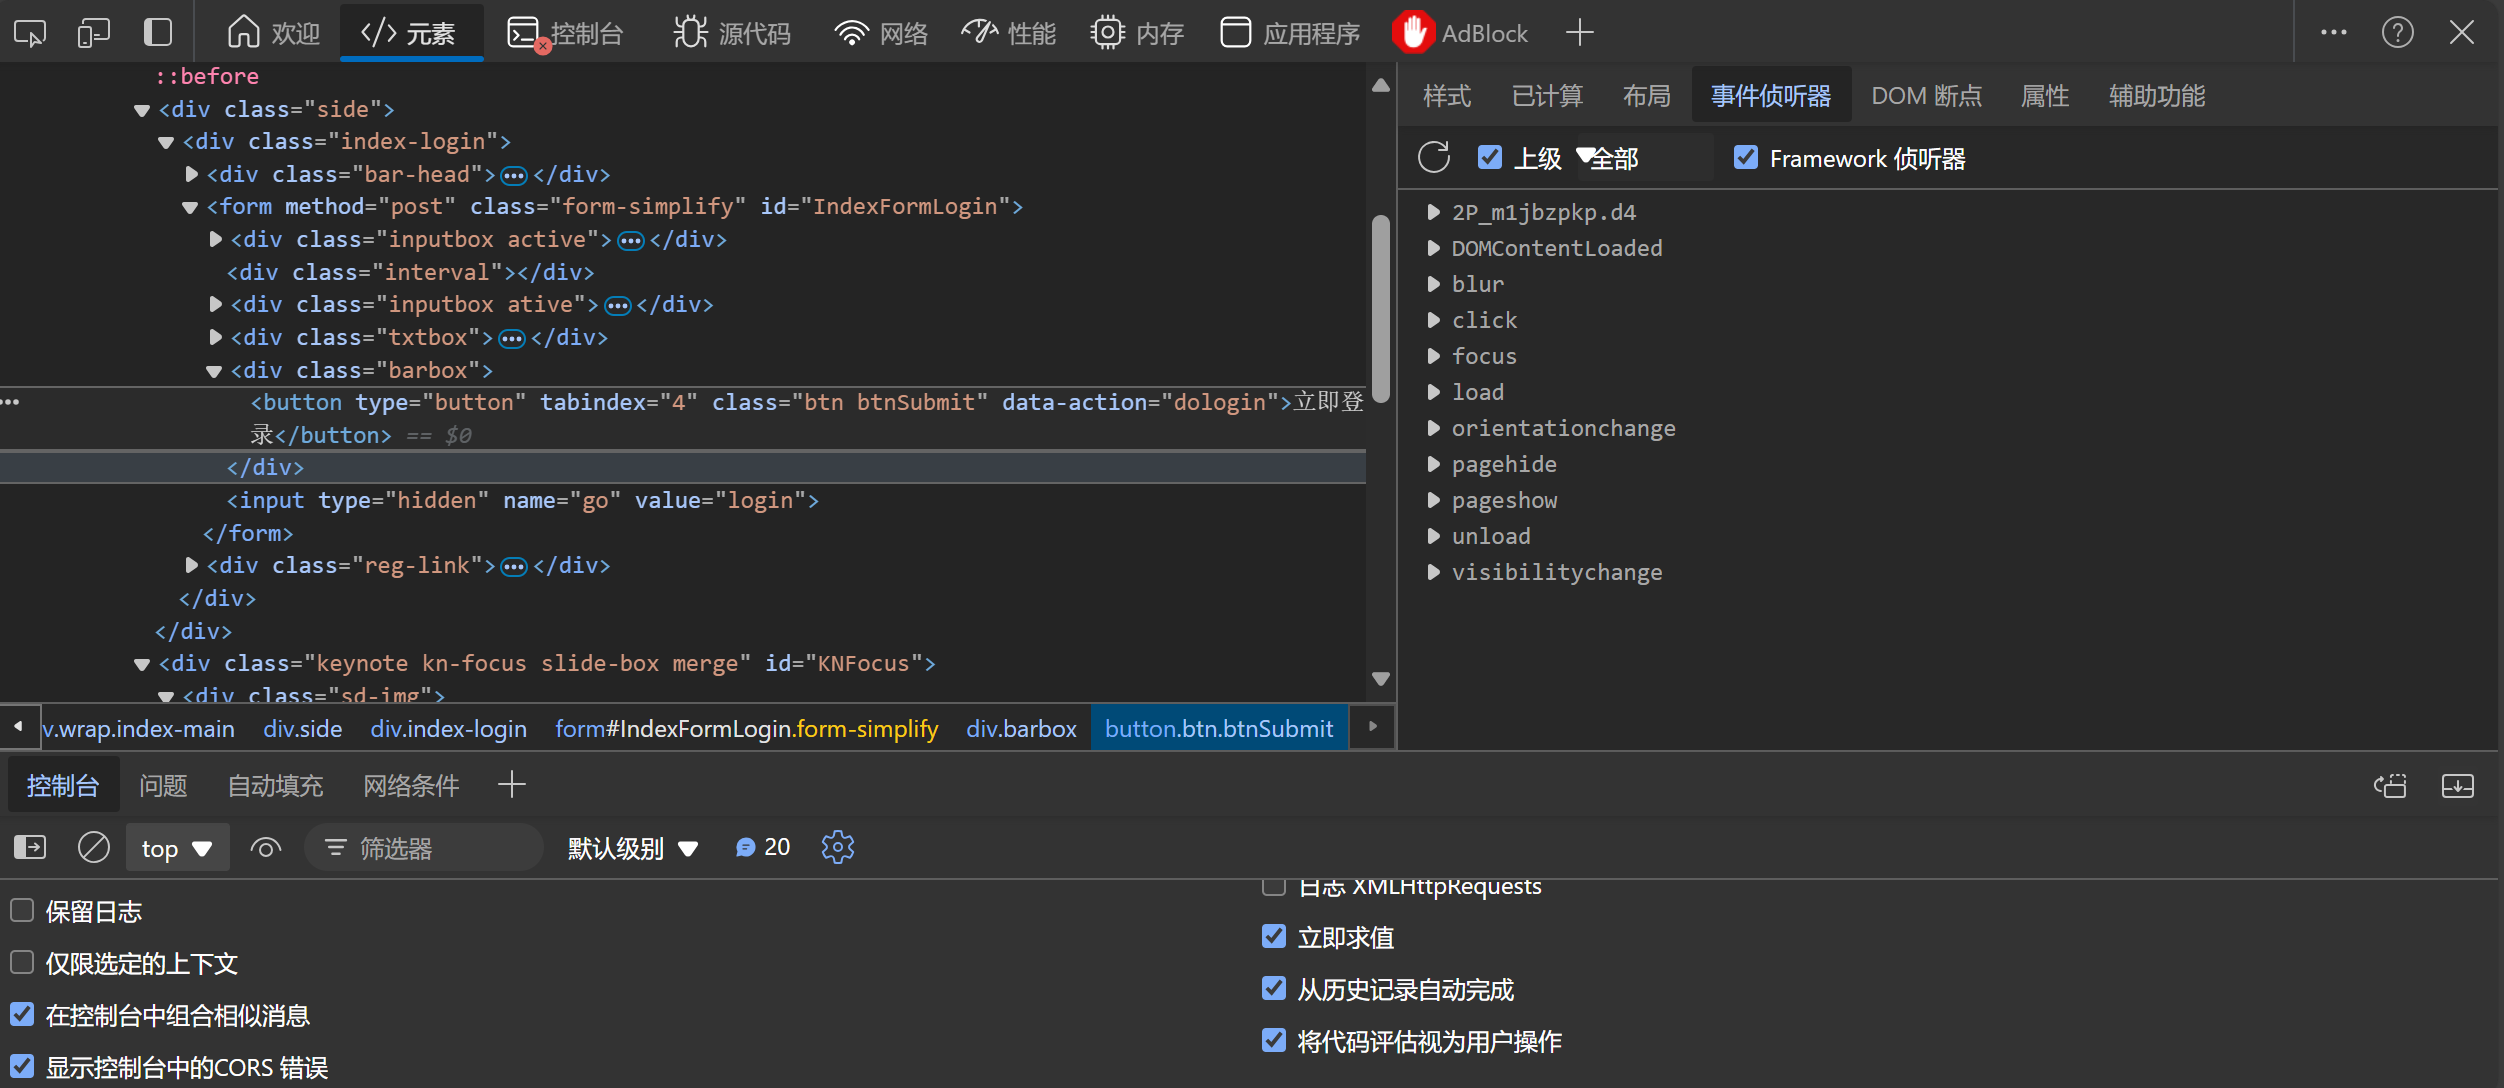 欢迎
</> 元素
控制台
源代码
网络
性能
内存
应用程序
AdBlock
::before
<div class="side">
<div class="index-login">
<div class="bar-head"> ••• </div>
<form method="post" class="form-simplify" id="IndexFormLogin">
<div class="inputbox active"> ••• </div>
<div class="interval"></div>
<div class="inputbox ative"> ••• </div>
<div class="txtbox"> ••• </div>
<div class="barbox">
<button type="button" tabindex="4" class="btn btnSubmit" data-action="dologin">立即登
录</button> == $0
</div>
<input type="hidden" name="go" value="login">
</form>
<div class="reg-link"> ••• </div>
</div>
</div>
<div class="keynote kn-focus slide-box merge" id="KNFocus">
<div class="sd-img">
v.wrap.index-main div.side div.index-login form#IndexFormLogin.form-simplify div.barbox button.btn.btnSubmit
样式 已计算 布局 事件侦听器 DOM 断点 属性 辅助功能
上级 全部 Framework 侦听器
2P_m1jbzpkp.d4
DOMContentLoaded
blur
click
focus
load
orientationchange
pagehide
pageshow
unload
visibilitychange
控制台 问题 自动填充 网络条件
top 筛选器 默认级别 20
保留日志
仅限选定的上下文
在控制台中组合相似消息
显示控制台中的CORS 错误
日志 XMLHttpRequests
立即求值
从历史记录自动完成
将代码评估视为用户操作